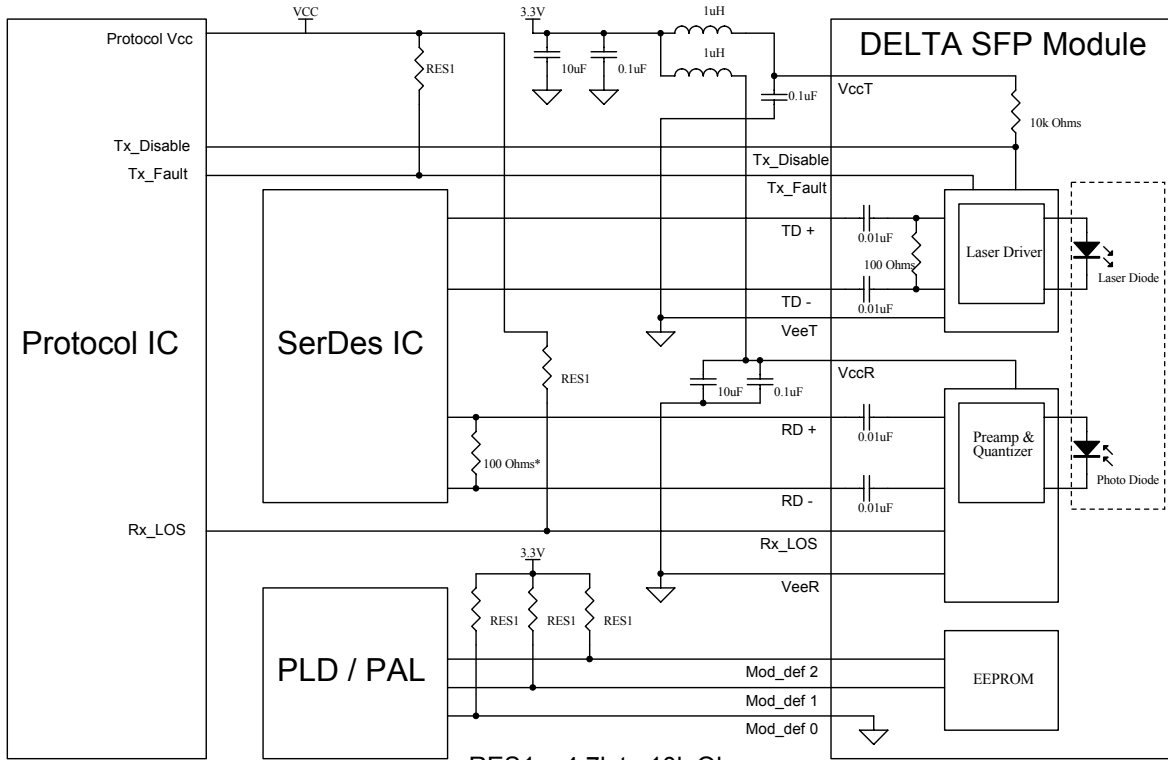 VCC
3.3V
1uH
Protocol Vcc
DELTA SFP Module
1uH
RES1
10uF
0.1uF
VccT
0.1uF
10k Ohms
Tx_Disable
Tx_Disable
Tx_Fault
Tx_Fault
TD +
0.01uF
Laser Driver
100 Ohms
Laser Diode
TD -
0.01uF
VeeT
Protocol IC
SerDes IC
RES1
VccR
10uF
0.1uF
RD +
0.01uF
Preamp &
Quantizer
100 Ohms*
Photo Diode
RD -
0.01uF
Rx_LOS
Rx_LOS
3.3V
VeeR
RES1
RES1
RES1
PLD / PAL
Mod_def 2
EEPROM
Mod_def 1
Mod_def 0